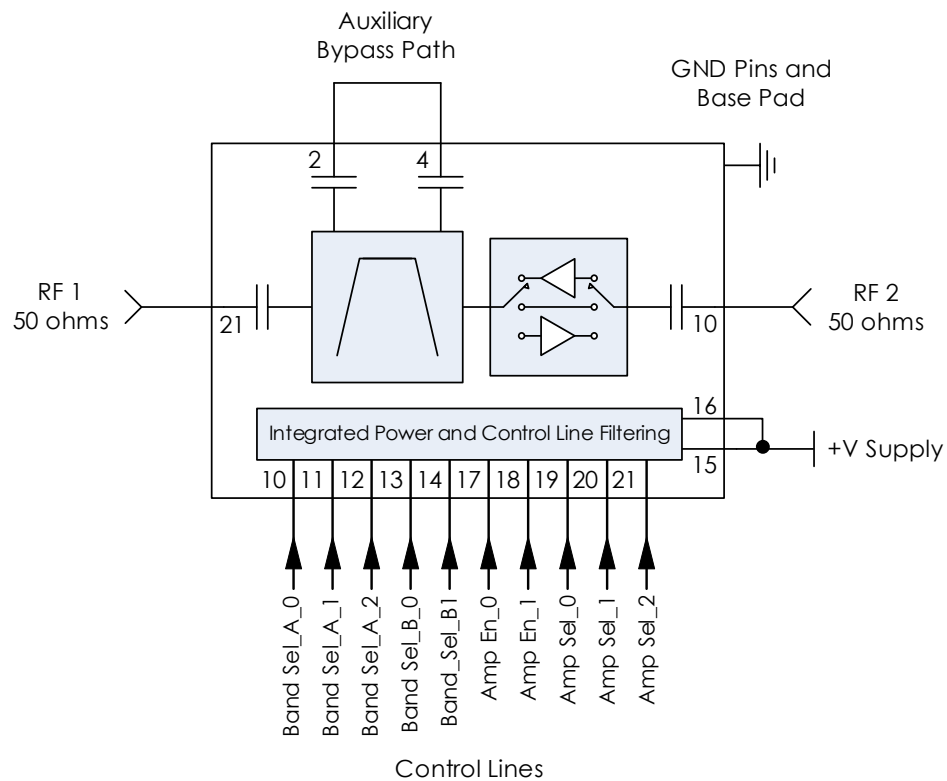 Auxiliary
Bypass Path
GND Pins and
Base Pad
2
4
RF 1
50 ohms
21
10
RF 2
50 ohms
16
Integrated Power and Control Line Filtering
15
+V Supply
10 11 12 13 14 17 18 19 20 21
Band Sel_A_0
Band Sel_A_1
Band Sel_A_2
Band Sel_B_0
Band_Sel_B1
Amp En_0
Amp En_1
Amp Sel_0
Amp Sel_1
Amp Sel_2
Control Lines